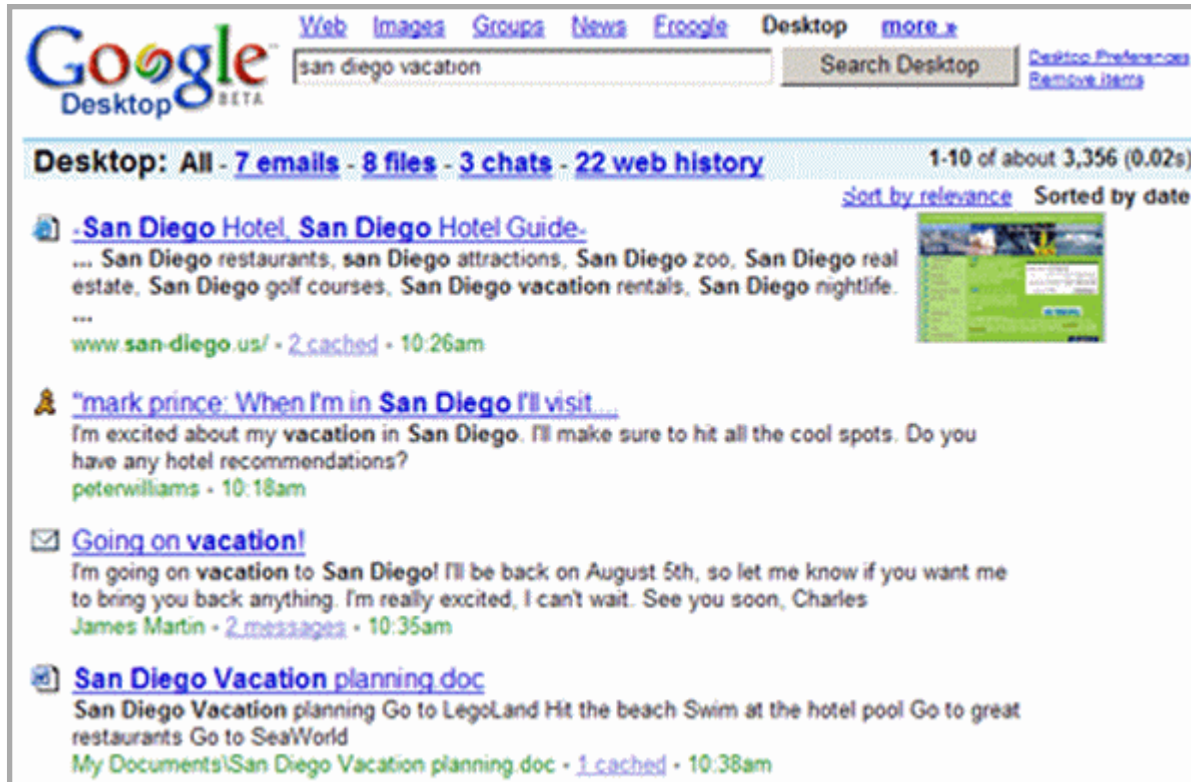 Web Images Groups News Froogle Desktop more »
Google™
Desktop BETA
san diego vacation
Search Desktop
Desktop Preferences
Remove items
Desktop: All - 7 emails - 8 files - 3 chats - 22 web history
1-10 of about 3,356 (0.02s)
Sort by relevance Sorted by date
-San Diego Hotel, San Diego Hotel Guide-
... San Diego restaurants, san Diego attractions, San Diego zoo, San Diego real
estate, San Diego golf courses, San Diego vacation rentals, San Diego nightlife.
...
www.san-diego.us/ - 2 cached - 10:26am
"mark prince: When I'm in San Diego I'll visit....
I'm excited about my vacation in San Diego. I'll make sure to hit all the cool spots. Do you
have any hotel recommendations?
peterwilliams - 10:18am
Going on vacation!
I'm going on vacation to San Diego! I'll be back on August 5th, so let me know if you want me
to bring you back anything. I'm really excited, I can't wait. See you soon, Charles
James Martin - 2 messages - 10:35am
San Diego Vacation planning.doc
San Diego Vacation planning Go to LegoLand Hit the beach Swim at the hotel pool Go to great
restaurants Go to SeaWorld
My Documents\San Diego Vacation planning.doc - 1 cached - 10:38am